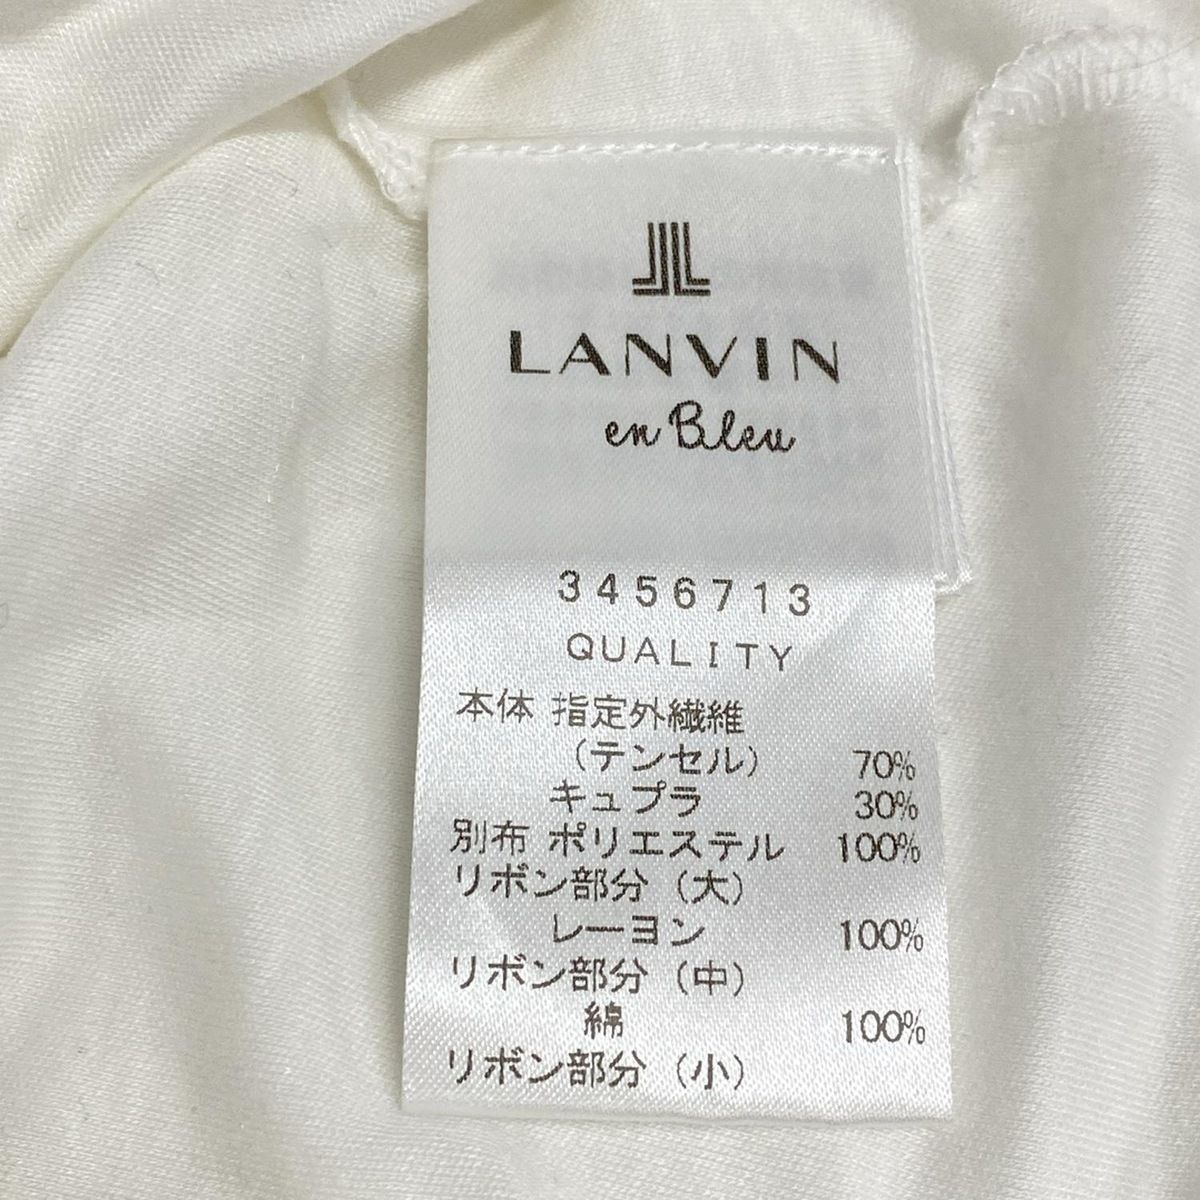 LANVIN
en Bleu
3456713
QUALITY
本体 指定外繊維
(テンセル) 70%
キュプラ 30%
別布 ポリエステル 100%
リボン部分 (大)
レーヨン 100%
リボン部分 (中)
綿 100%
リボン部分 (小)